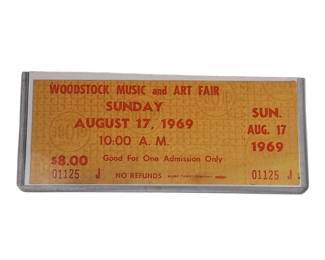 WOODSTOCK MUSIC and ART FAIR
SUNDAY
AUGUST 17, 1969
10:00 A. M.
$8.00 Good For One Admission Only
01125 J NO REFUNDS
SUN.
AUG. 17
1969
01125 J